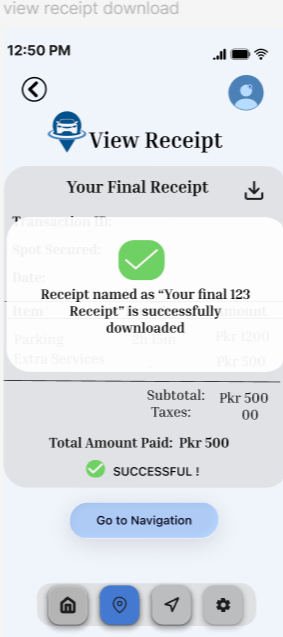 view receipt download
12:50 PM
View Receipt
Your Final Receipt
Transaction ID:
Spot Secured:
Date:
Receipt named as “Your final 123
Receipt” is successfully
downloaded
Item Amount
Parking 2h 15m Pkr 1200
Extra Services Pkr 500
Subtotal: Pkr 500
Taxes: 00
Total Amount Paid: Pkr 500
SUCCESSFUL !
Go to Navigation